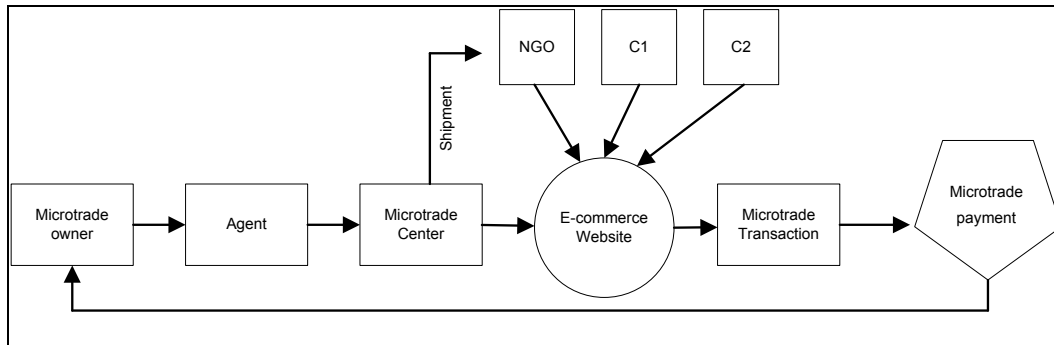 NGO
C1
C2
Shipment
Microtrade
owner
Agent
Microtrade
Center
E-commerce
Website
Microtrade
Transaction
Microtrade
payment